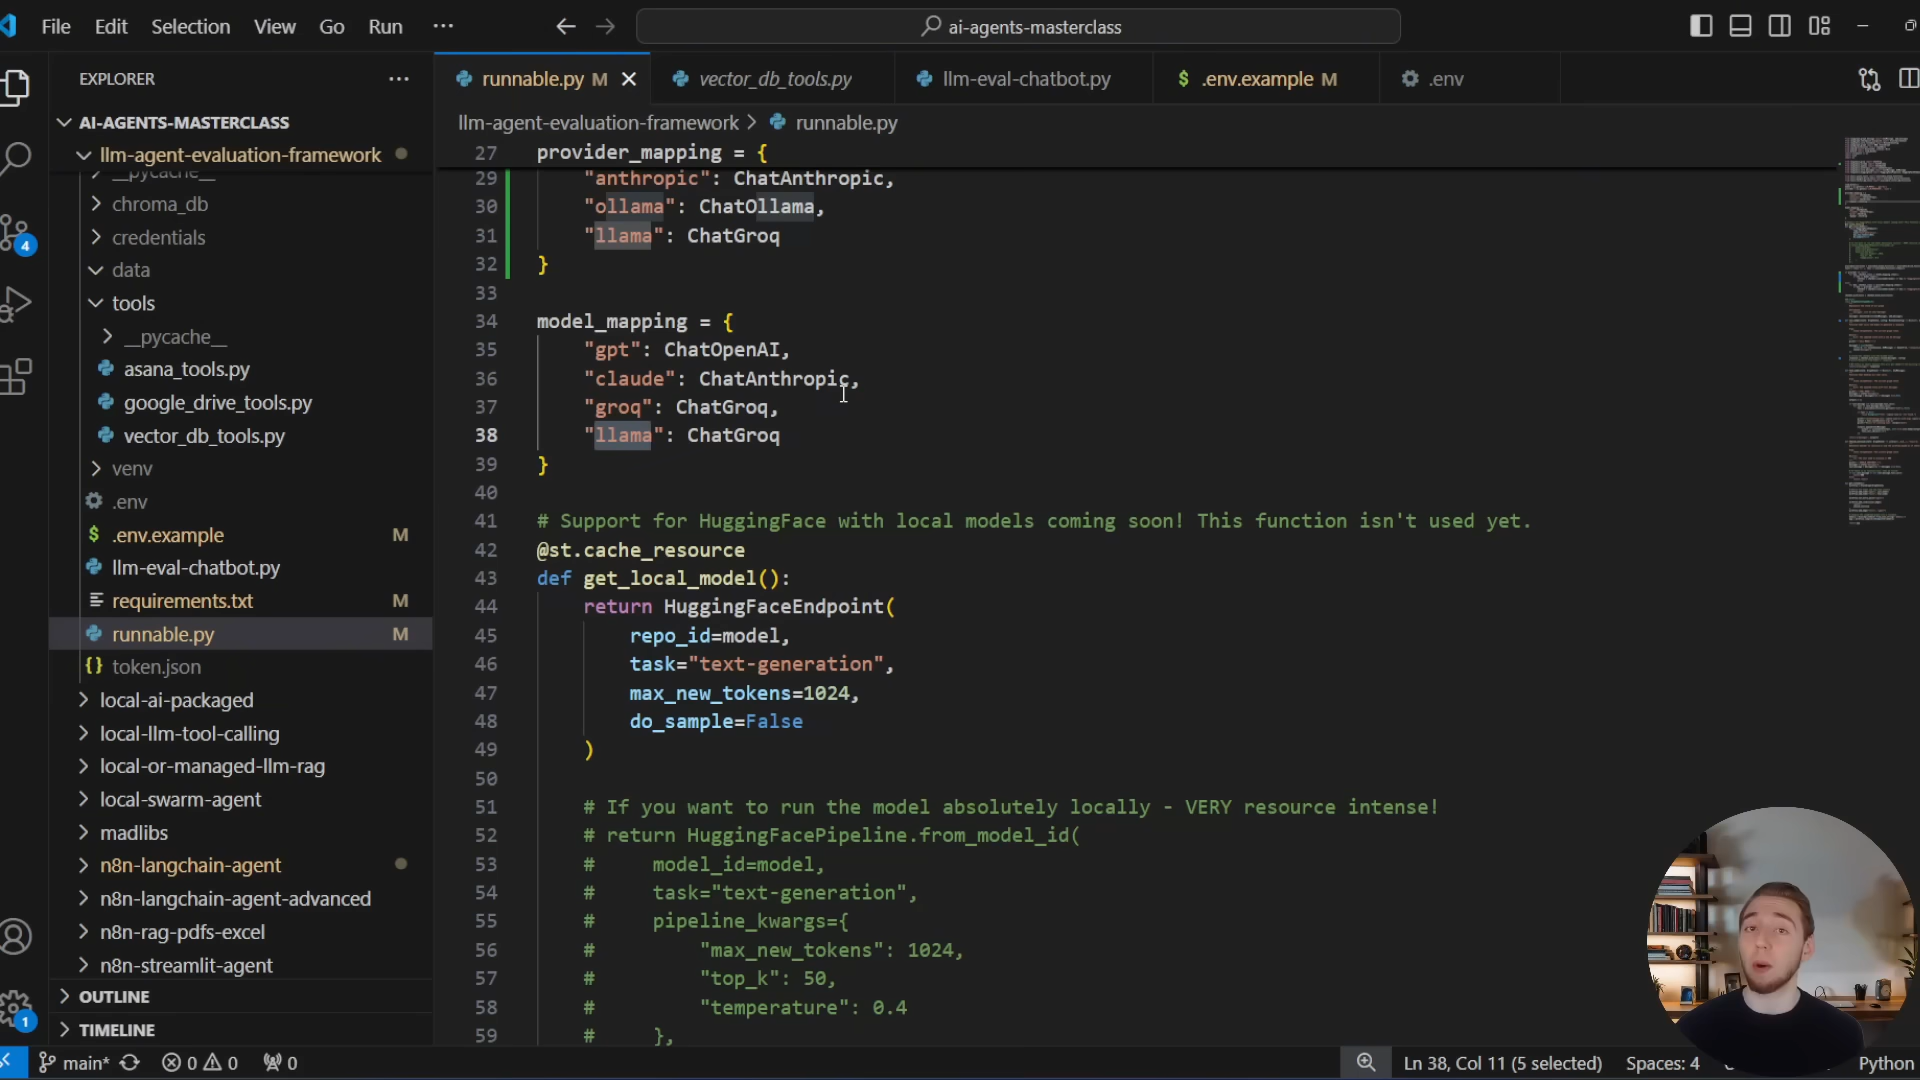 File Edit Selection View Go Run ···
ai-agents-masterclass
EXPLORER ···
runnable.py M
vector_db_tools.py
llm-eval-chatbot.py
$ .env.example M
.env
AI-AGENTS-MASTERCLASS
llm-agent-evaluation-framework
__pycache__
chroma_db
credentials
data
tools
__pycache__
asana_tools.py
google_drive_tools.py
vector_db_tools.py
venv
.env
$ .env.example M
llm-eval-chatbot.py
requirements.txt M
runnable.py M
{} token.json
local-ai-packaged
local-llm-tool-calling
local-or-managed-llm-rag
local-swarm-agent
madlibs
n8n-langchain-agent
n8n-langchain-agent-advanced
n8n-rag-pdfs-excel
n8n-streamlit-agent
OUTLINE
TIMELINE
4
1
llm-agent-evaluation-framework > runnable.py
27 provider_mapping = {
29 "anthropic": ChatAnthropic,
30 "ollama": ChatOllama,
31 "llama": ChatGroq
32 }
33
34 model_mapping = {
35 "gpt": ChatOpenAI,
36 "claude": ChatAnthropic,
37 "groq": ChatGroq,
38 "llama": ChatGroq
39 }
40
41 # Support for HuggingFace with local models coming soon! This function isn't used yet.
42 @st.cache_resource
43 def get_local_model():
44 return HuggingFaceEndpoint(
45 repo_id=model,
46 task="text-generation",
47 max_new_tokens=1024,
48 do_sample=False
49 )
50
51 # If you want to run the model absolutely locally - VERY resource intense!
52 # return HuggingFacePipeline.from_model_id(
53 # model_id=model,
54 # task="text-generation",
55 # pipeline_kwargs={
56 # "max_new_tokens": 1024,
57 # "top_k": 50,
58 # "temperature": 0.4
59 # },
main* 0 0 0
Ln 38, Col 11 (5 selected) Spaces: 4 Python